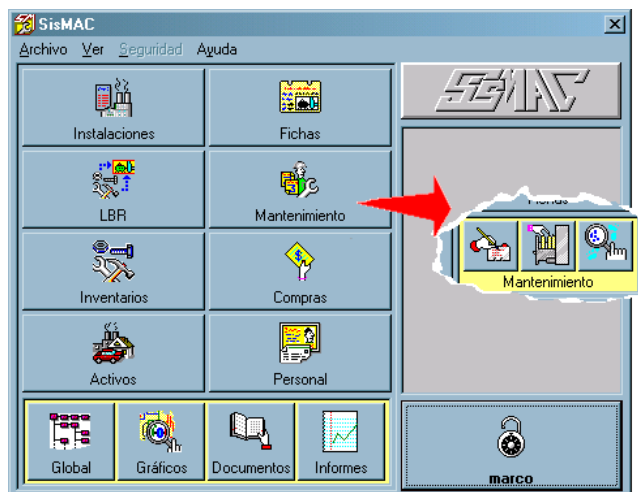 SisMAC
Archivo Ver Seguridad Ayuda
SisMAC
Instalaciones Fichas
LBR Mantenimiento
Fichas
Mantenimiento
Inventarios Compras
Activos Personal
Global Gráficos Documentos Informes
marco